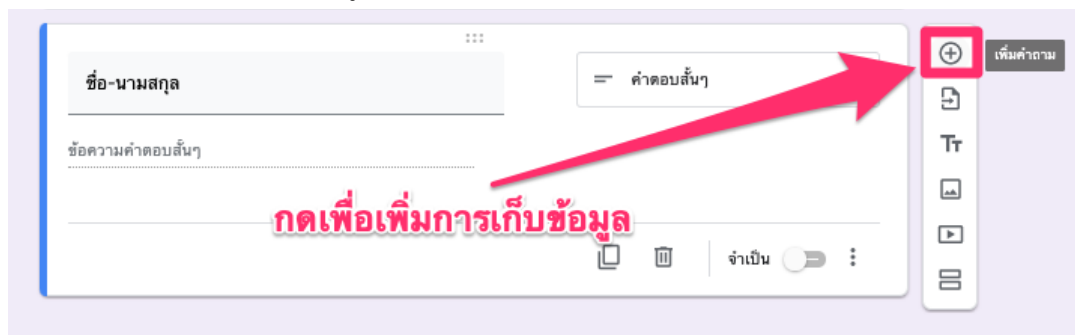 ชื่อ-นามสกุล
คำตอบสั้นๆ
เพิ่มคำถาม
ข้อความคำตอบสั้นๆ
Tт
กดเพื่อเพิ่มการเก็บข้อมูล
จำเป็น